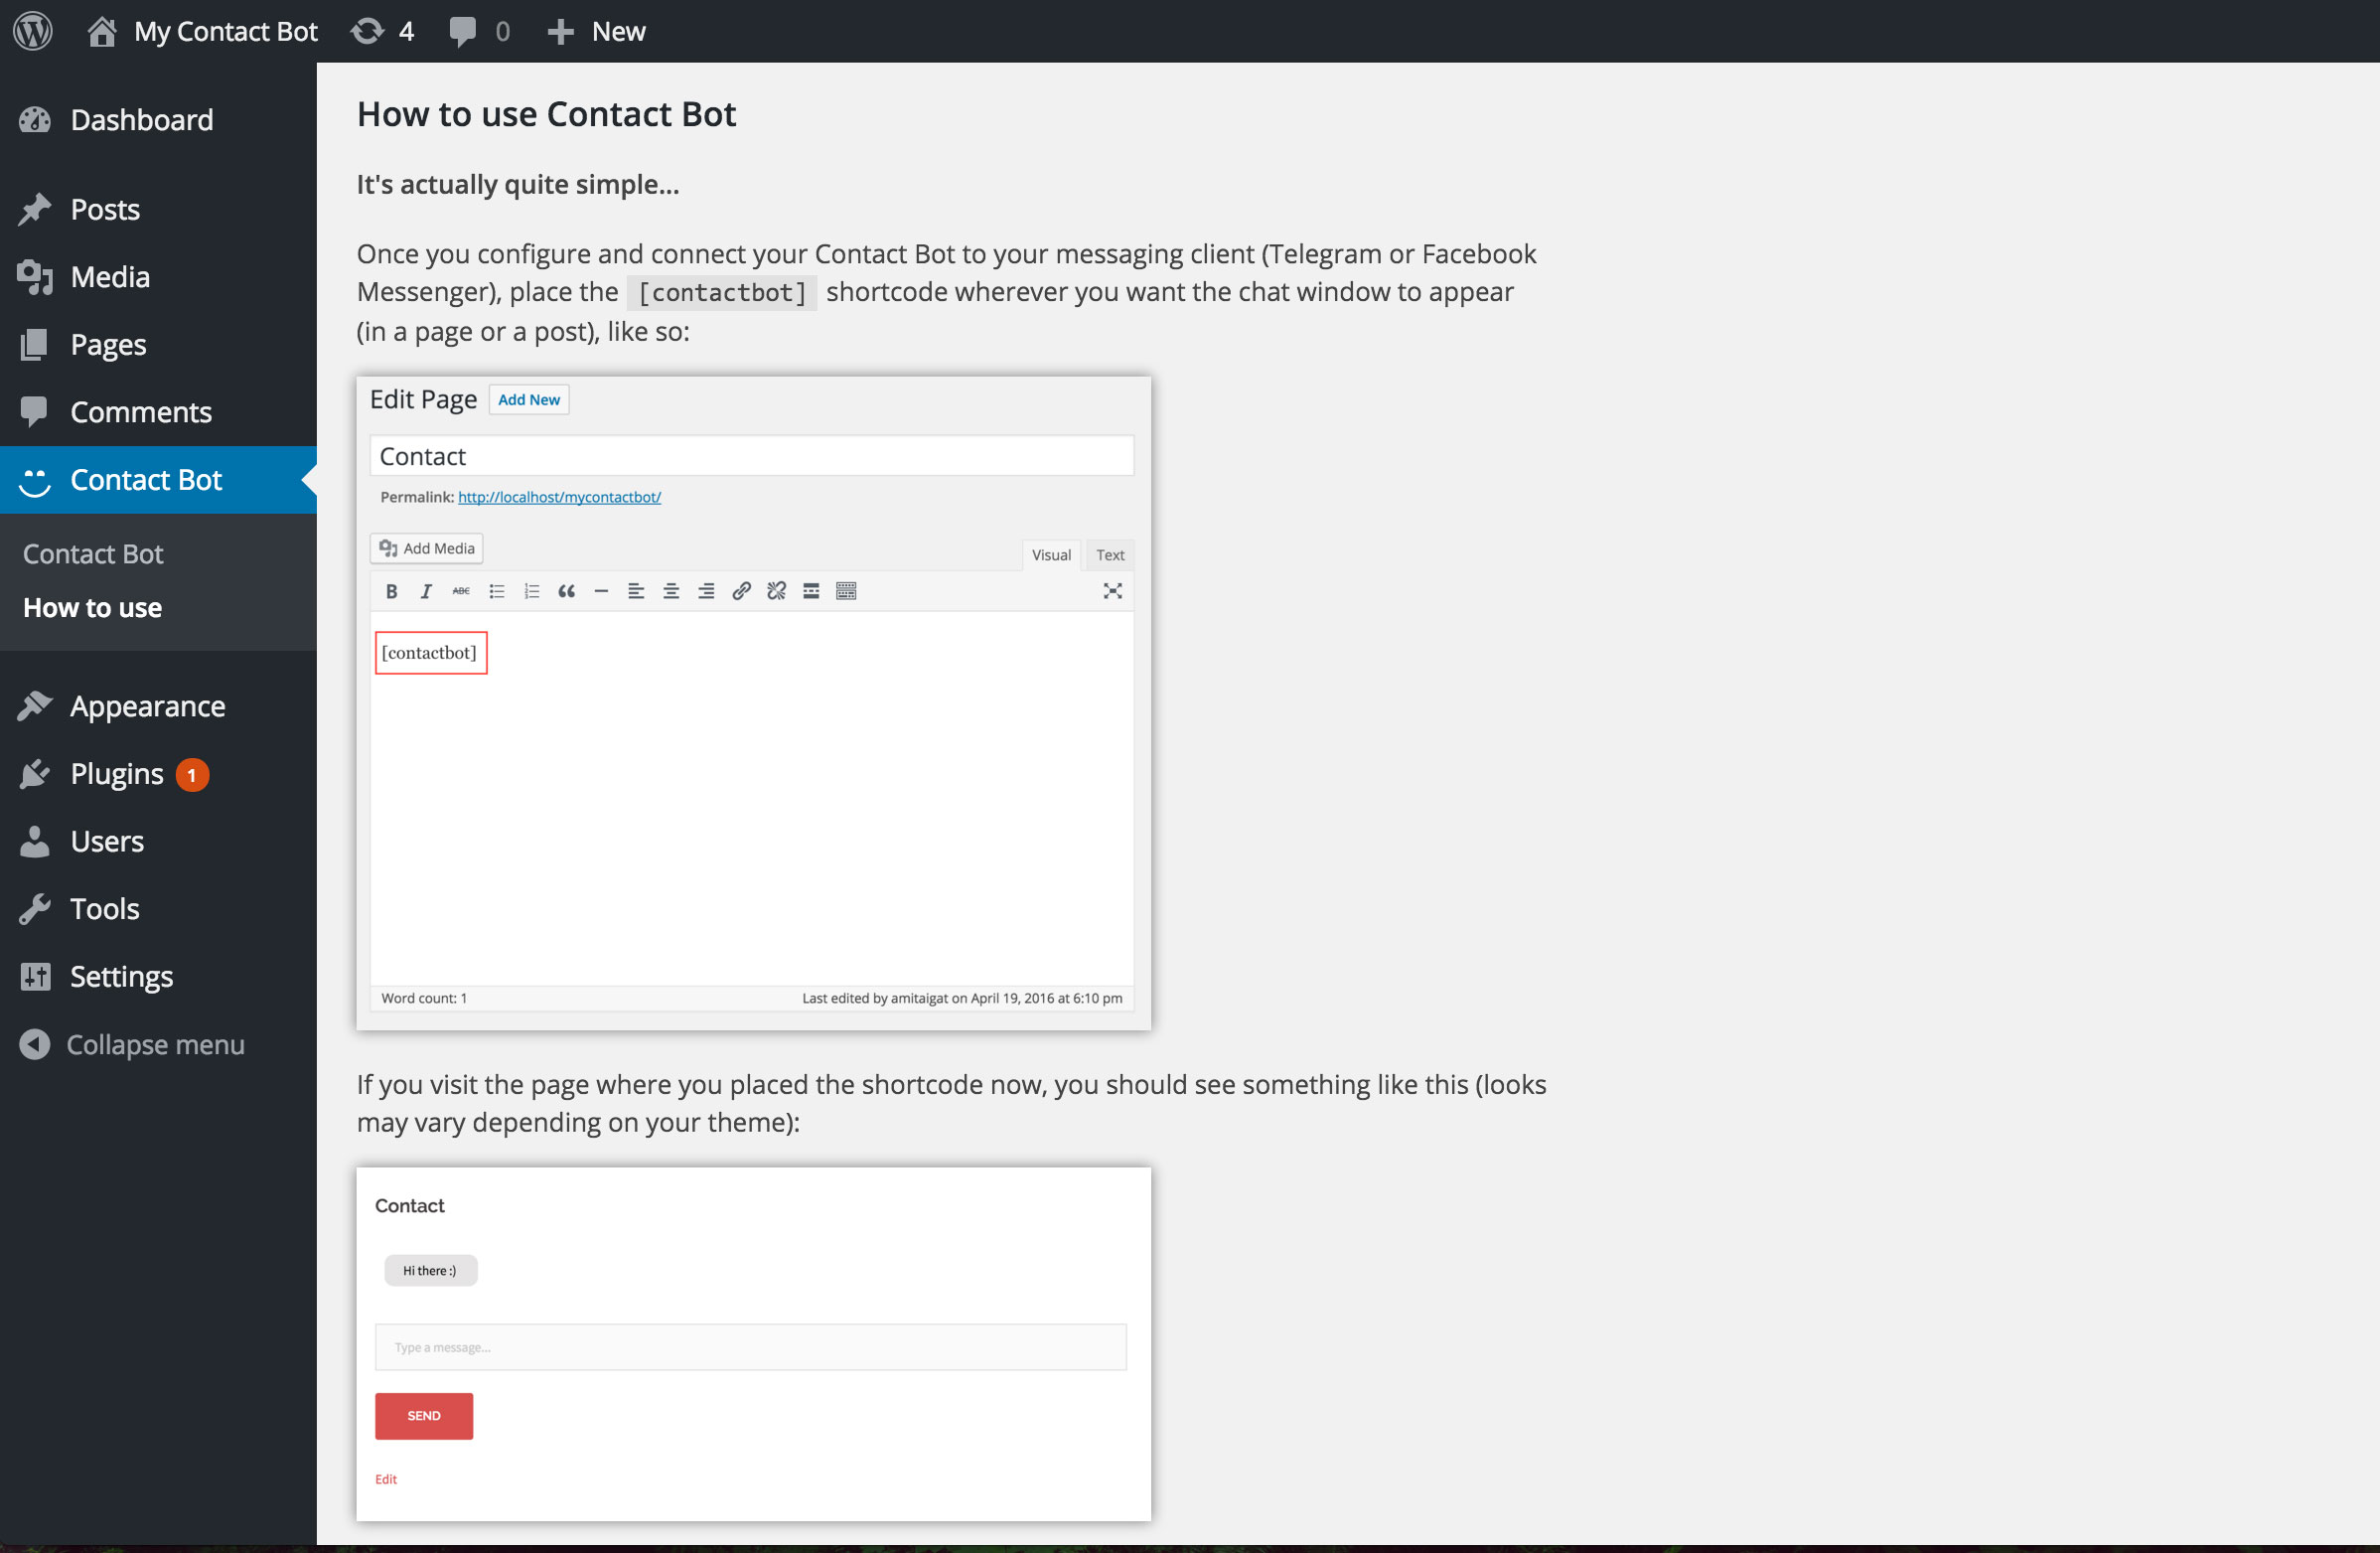 My Contact Bot 4 0 New
Dashboard
Posts
Media
Pages
Comments
Contact Bot
Contact Bot
How to use
Appearance
Plugins 1
Users
Tools
Settings
Collapse menu
How to use Contact Bot
It's actually quite simple...
Once you configure and connect your Contact Bot to your messaging client (Telegram or Facebook
Messenger), place the [contactbot] shortcode wherever you want the chat window to appear
(in a page or a post), like so:
Edit Page Add New
Contact
Permalink: http://localhost/mycontactbot/
Add Media Visual Text
B I ABC
[contactbot]
Word count: 1 Last edited by amitaigat on April 19, 2016 at 6:10 pm
If you visit the page where you placed the shortcode now, you should see something like this (looks
may vary depending on your theme):
Contact
Hi there :)
Type a message...
SEND
Edit